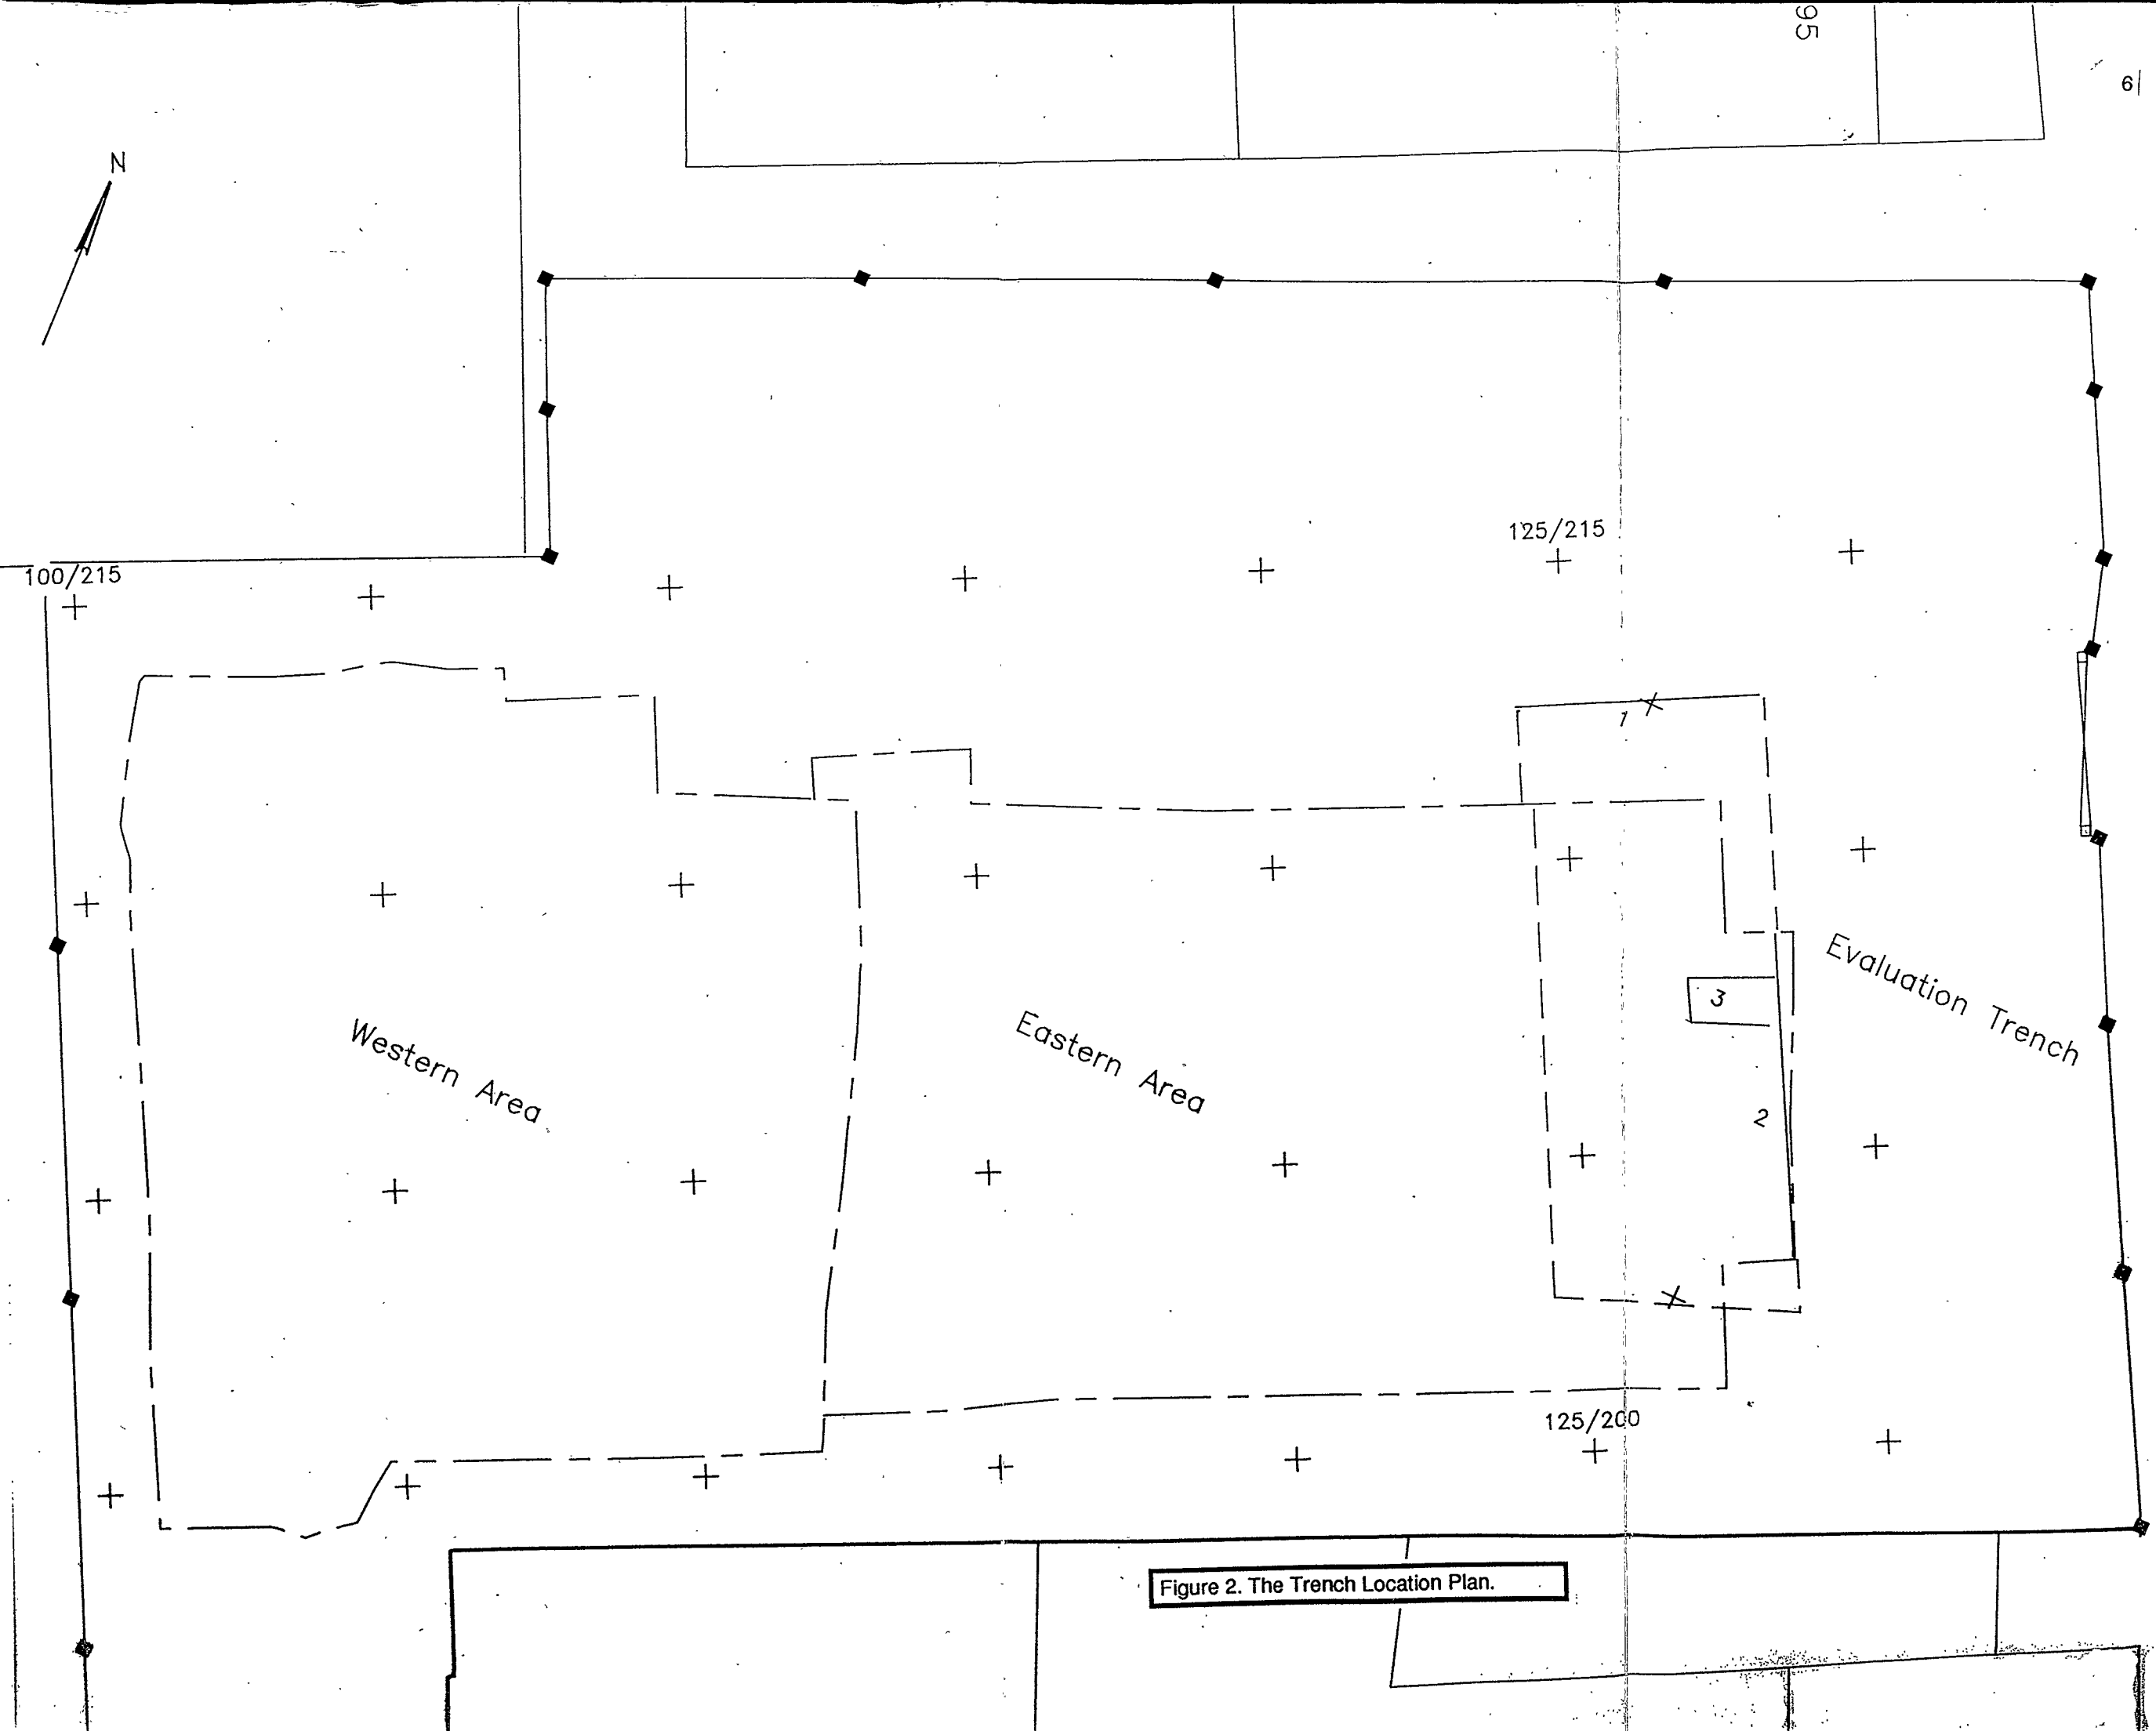 95
6
N
125/215
100/215
1
Evaluation Trench
3
Western Area
Eastern Area
2
125/200
Figure 2. The Trench Location Plan.